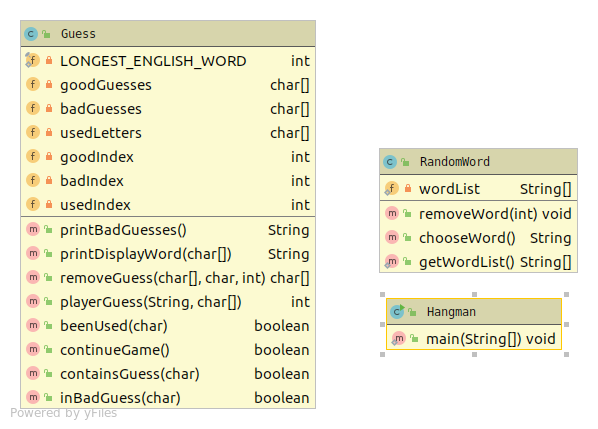 Guess
LONGEST_ENGLISH_WORD int
goodGuesses char[]
badGuesses char[]
usedLetters char[]
goodIndex int
badIndex int
usedIndex int
printBadGuesses() String
printDisplayWord(char[]) String
removeGuess(char[], char, int) char[]
playerGuess(String, char[]) int
beenUsed(char) boolean
continueGame() boolean
containsGuess(char) boolean
inBadGuess(char) boolean
RandomWord
wordList String[]
removeWord(int) void
chooseWord() String
getWordList() String[]
Hangman
main(String[]) void
Powered by yFiles